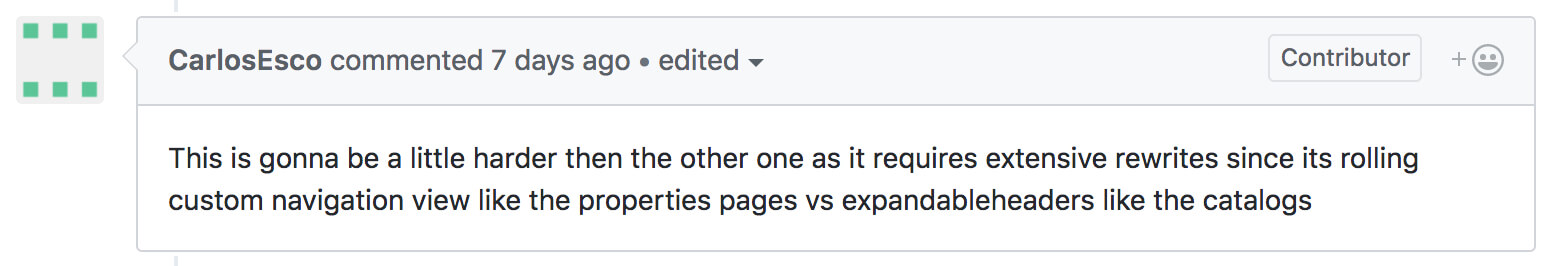 CarlosEsco commented 7 days ago • edited
Contributor
This is gonna be a little harder then the other one as it requires extensive rewrites since its rolling
custom navigation view like the properties pages vs expandableheaders like the catalogs